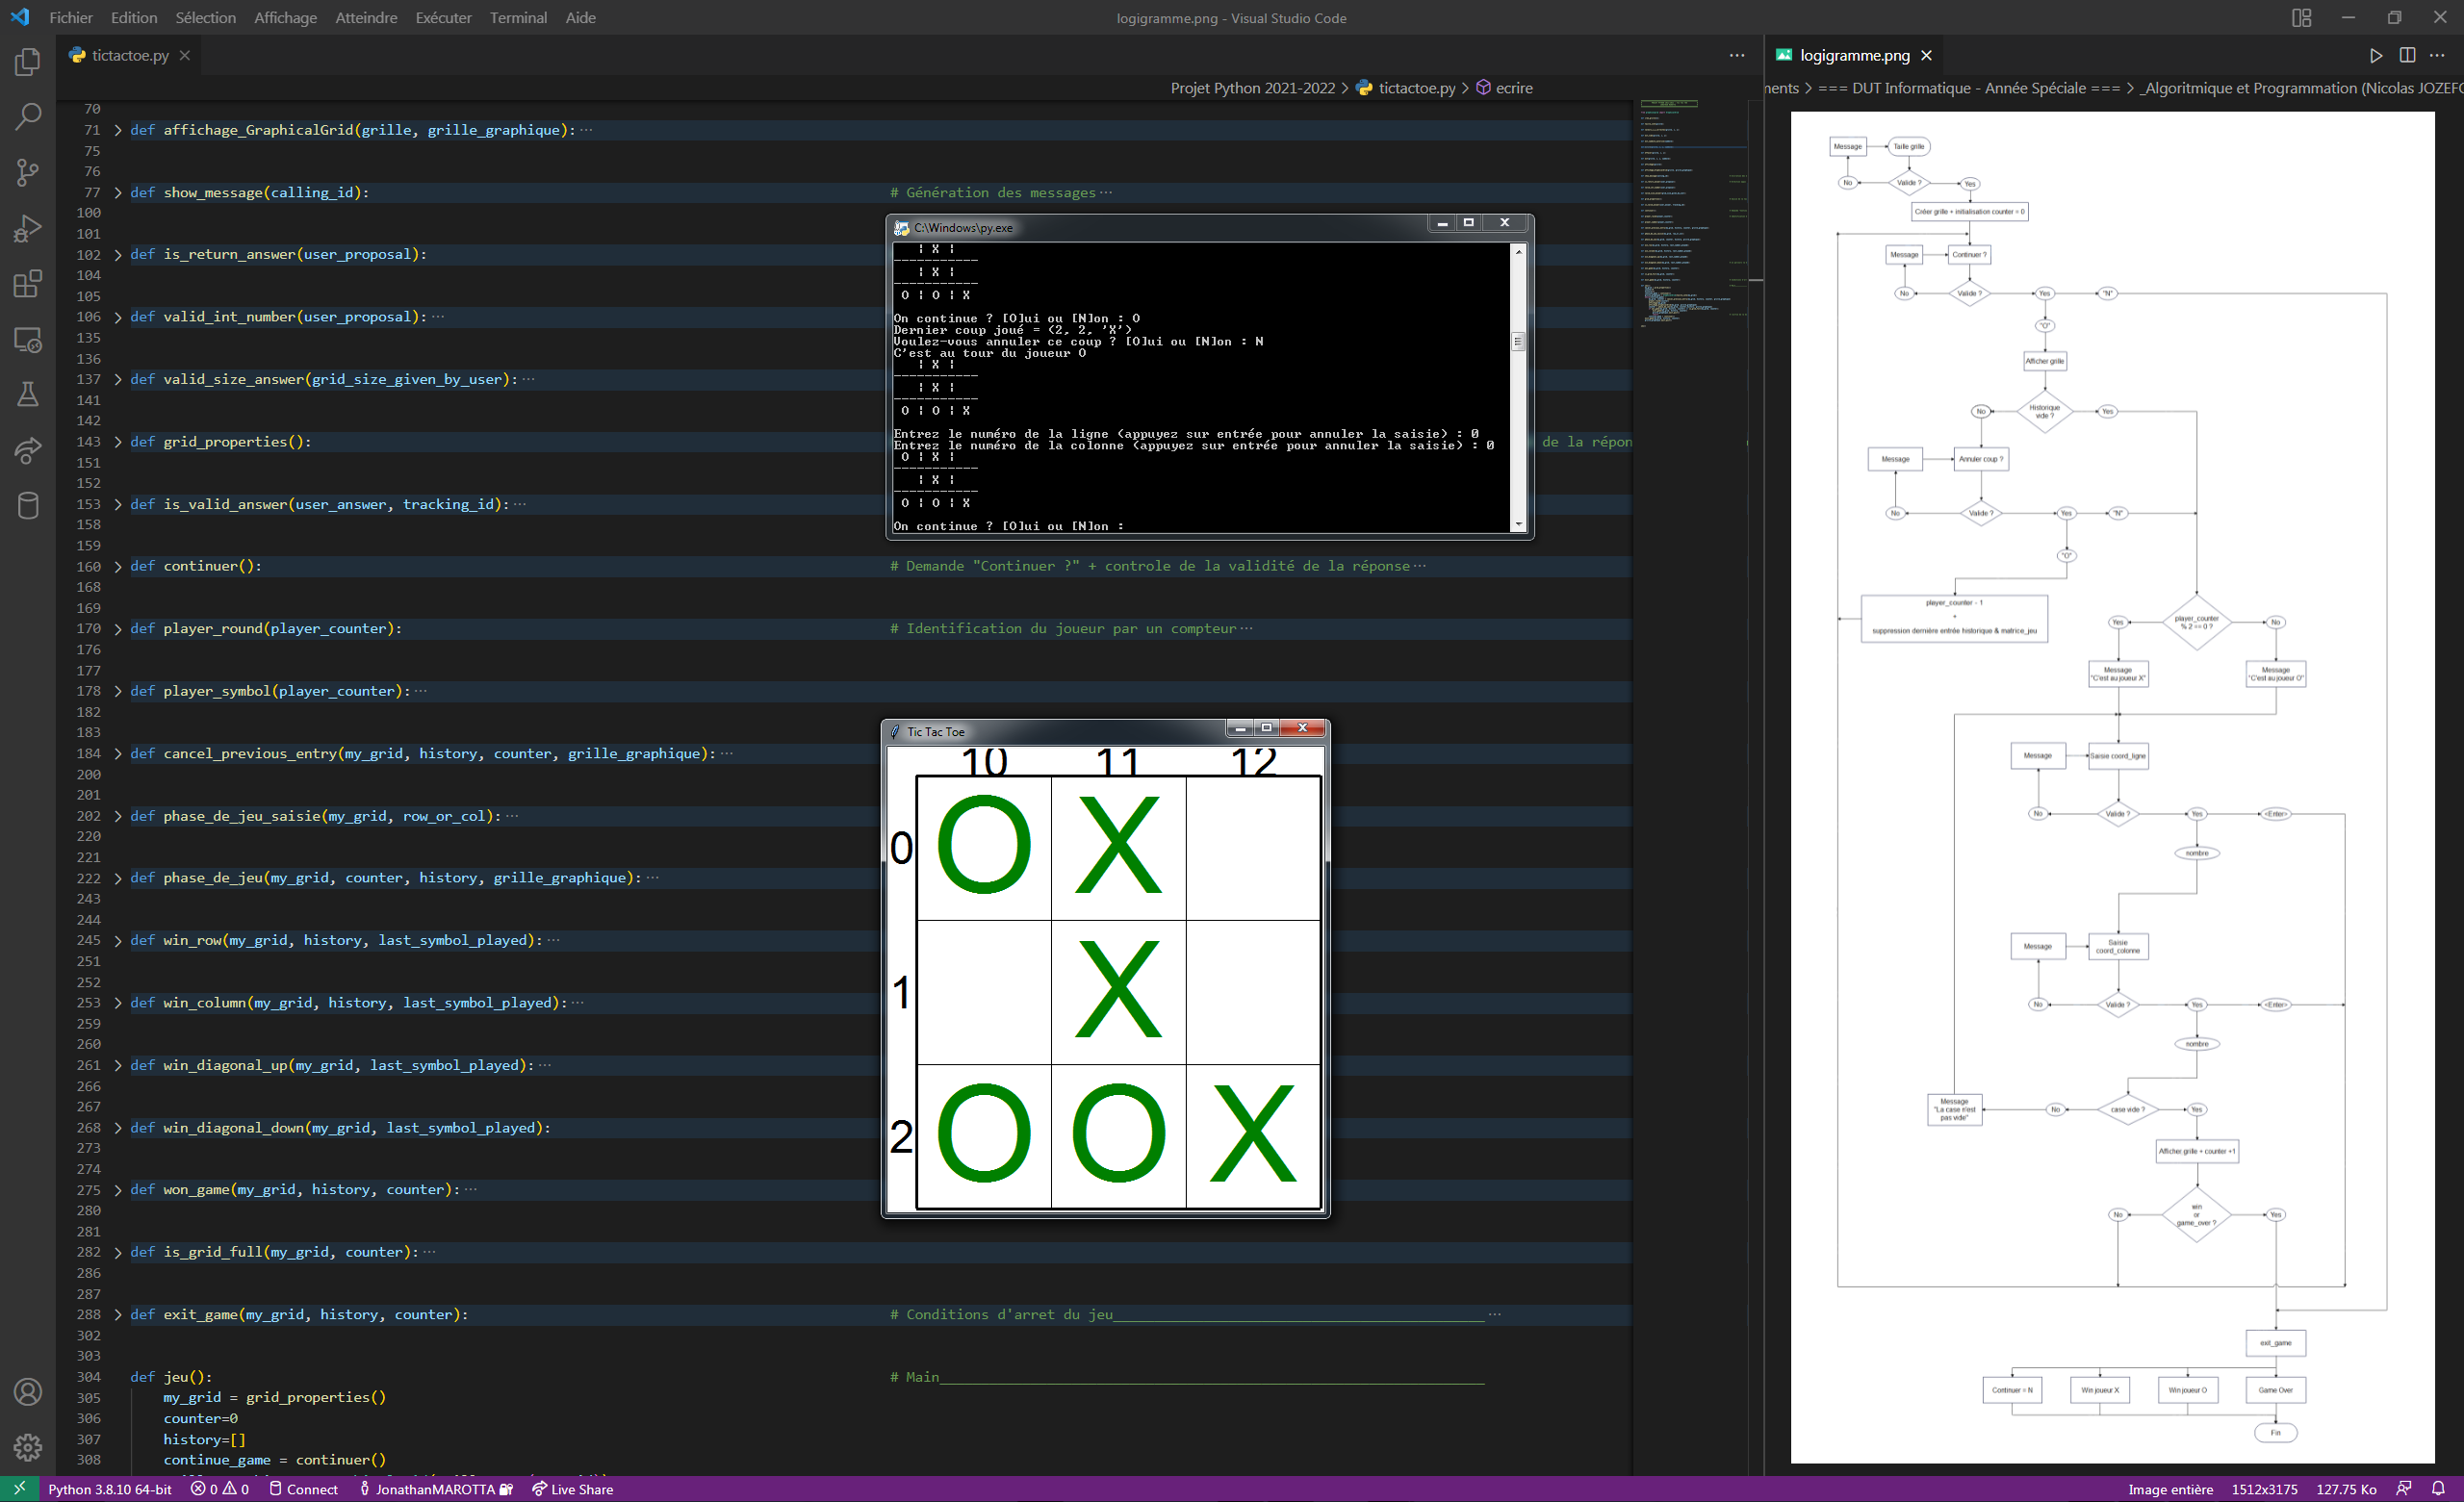 Fichier Edition Sélection Affichage Atteindre Exécuter Terminal Aide
logigramme.png - Visual Studio Code
tictactoe.py
Projet Python 2021-2022 > tictactoe.py > ecrire
70
71 def affichage_GraphicalGrid(grille, grille_graphique): ···
75
76
77 def show_message(calling_id): # Génération des messages ···
100
101
102 def is_return_answer(user_proposal):
104
105
106 def valid_int_number(user_proposal): ···
135
136
137 def valid_size_answer(grid_size_given_by_user): ···
141
142
143 def grid_properties(): de la répon
151
152
153 def is_valid_answer(user_answer, tracking_id): ···
158
159
160 def continuer(): # Demande "Continuer ?" + controle de la validité de la réponse ···
168
169
170 def player_round(player_counter): # Identification du joueur par un compteur ···
176
177
178 def player_symbol(player_counter): ···
182
183
184 def cancel_previous_entry(my_grid, history, counter, grille_graphique): ···
200
201
202 def phase_de_jeu_saisie(my_grid, row_or_col): ···
220
221
222 def phase_de_jeu(my_grid, counter, history, grille_graphique): ···
243
244
245 def win_row(my_grid, history, last_symbol_played): ···
251
252
253 def win_column(my_grid, history, last_symbol_played): ···
259
260
261 def win_diagonal_up(my_grid, last_symbol_played): ···
266
267
268 def win_diagonal_down(my_grid, last_symbol_played):
273
274
275 def won_game(my_grid, history, counter): ···
280
281
282 def is_grid_full(my_grid, counter): ···
286
287
288 def exit_game(my_grid, history, counter): # Conditions d'arret du jeu ···
302
303
304 def jeu(): # Main
305 my_grid = grid_properties()
306 counter=0
307 history=[]
308 continue_game = continuer()
C:\Windows\py.exe
¦ X ¦
-----------
¦ X ¦
-----------
O ¦ O ¦ X
On continue ? [O]ui ou [N]on : O
Dernier coup joué = (2, 2, 'X')
Voulez-vous annuler ce coup ? [O]ui ou [N]on : N
C'est au tour du joueur O
¦ X ¦
-----------
¦ X ¦
-----------
O ¦ O ¦ X
Entrez le numéro de la ligne (appuyez sur entrée pour annuler la saisie) : 0
Entrez le numéro de la colonne (appuyez sur entrée pour annuler la saisie) : 0
O ¦ X ¦
-----------
¦ X ¦
-----------
O ¦ O ¦ X
On continue ? [O]ui ou [N]on :
Tic Tac Toe
10 11 12
0 O X
1 X
2 O O X
logigramme.png
ments > === DUT Informatique - Année Spéciale === > _Algoritmique et Programmation (Nicolas JOZEFO
Message Taille grille
No Valide ? Yes
Créer grille + initialisation counter = 0
Message Continuer ?
No Valide ? Yes "N"
"O"
Afficher grille
No Historique vide ? Yes
Message Annuler coup ?
No Valide ? Yes "N"
"O"
player_counter - 1
+
suppression dernière entrée historique & matrice_jeu
Yes player_counter % 2 == 0 ? No
Message "C'est au joueur X"
Message "C'est au joueur O"
Message Saisie coord_ligne
No Valide ? Yes <Enter>
nombre
Message Saisie coord_colonne
No Valide ? Yes <Enter>
nombre
Message "La case n'est pas vide" No case vide ? Yes
Afficher grille + counter +1
No win or game_over ? Yes
exit_game
Continuer = N Win joueur X Win joueur O Game Over
Fin
Python 3.8.10 64-bit 0 0 Connect JonathanMAROTTA Live Share
Image entière 1512x3175 127.75 Ko